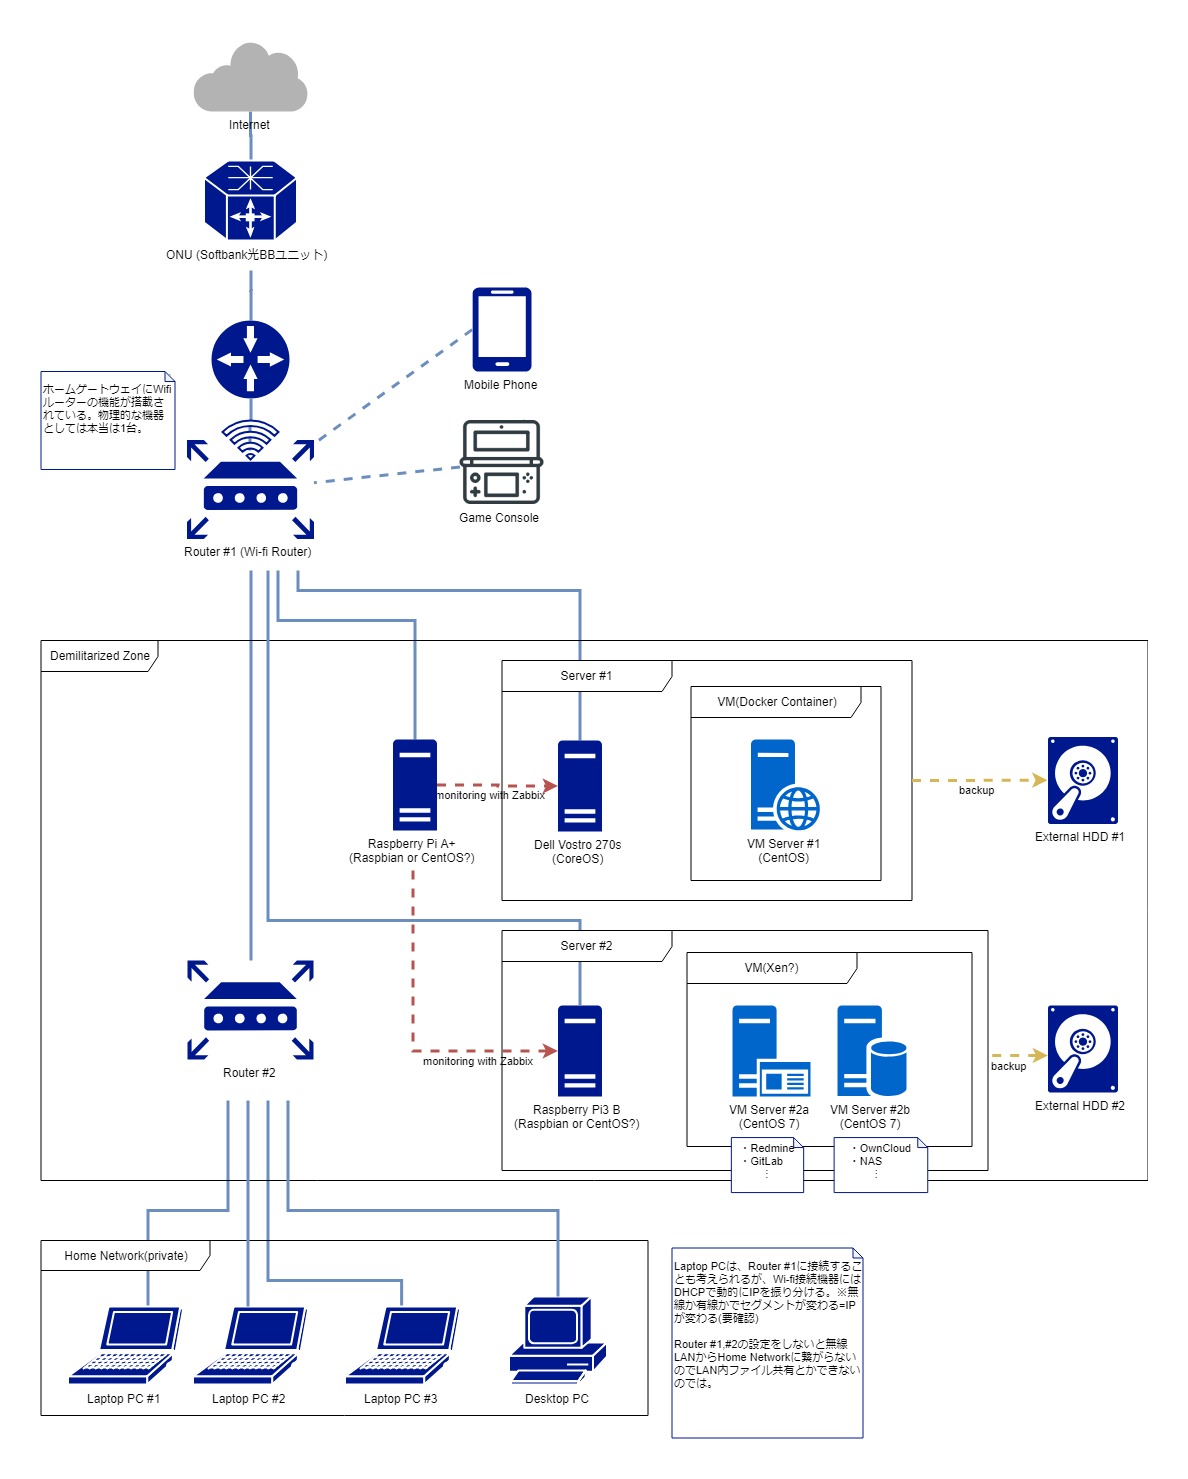 Internet
ONU (Softbank光BBユニット)
Mobile Phone
ホームゲートウェイにWifi
ルーターの機能が搭載さ
れている。物理的な機器
としては本当は1台。
Game Console
Router #1 (Wi-fi Router)
Demilitarized Zone
Server #1
VM(Docker Container)
monitoring with Zabbix
backup
Raspberry Pi A+
(Raspbian or CentOS?)
Dell Vostro 270s
(CoreOS)
VM Server #1
(CentOS)
External HDD #1
Server #2
VM(Xen?)
monitoring with Zabbix
backup
Router #2
Raspberry Pi3 B
(Raspbian or CentOS?)
VM Server #2a
(CentOS 7)
VM Server #2b
(CentOS 7)
External HDD #2
・Redmine
・GitLab
⋮
・OwnCloud
・NAS
⋮
Home Network(private)
Laptop PC #1
Laptop PC #2
Laptop PC #3
Desktop PC
Laptop PCは、Router #1に接続するこ
とも考えられるが、Wi-fi接続機器には
DHCPで動的にIPを振り分ける。※無
線か有線かでセグメントが変わる=IP
が変わる(要確認)
Router #1,#2の設定をしないと無線
LANからHome Networkに繋がらない
のでLAN内ファイル共有とかできない
のでは。